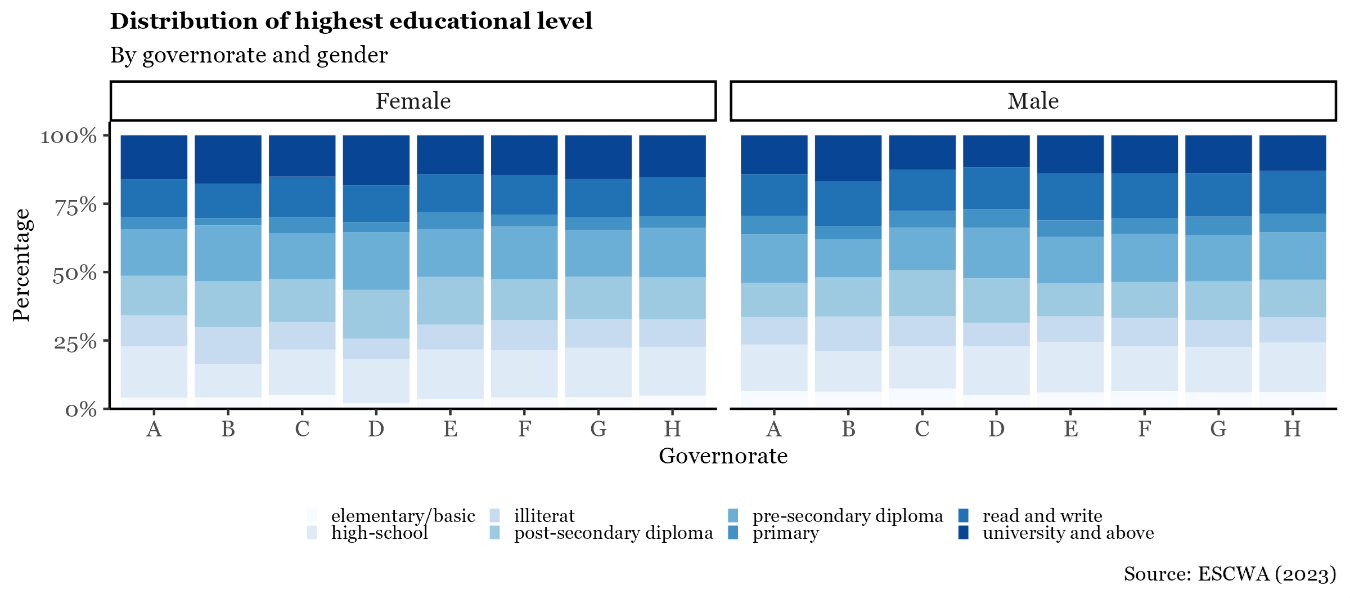 Distribution of highest educational level
By governorate and gender
Female
Male
100%
75%
50%
25%
0%
Percentage
A B C D E F G H
A B C D E F G H
Governorate
elementary/basic illiterat pre-secondary diploma read and write
high-school post-secondary diploma primary university and above
Source: ESCWA (2023)